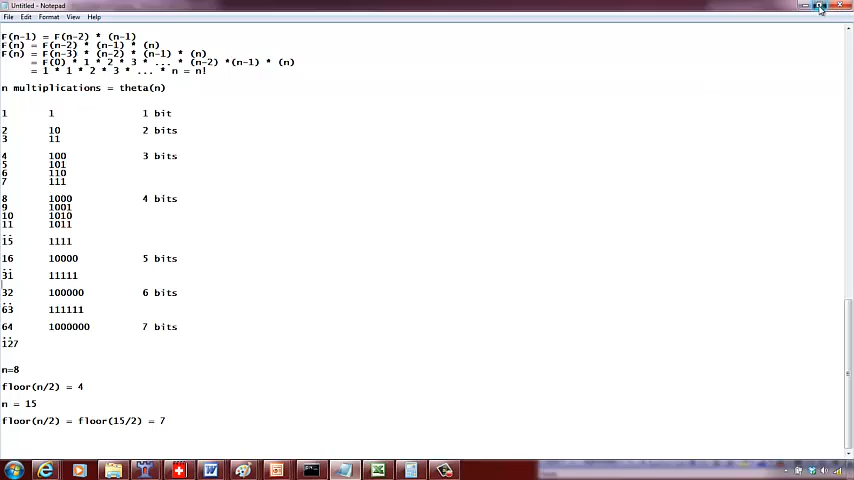 Untitled - Notepad
File Edit Format View Help
F(n-1) = F(n-2) * (n-1)
F(n) = F(n-2) * (n-1) * (n)
F(n) = F(n-3) * (n-2) * (n-1) * (n)
= F(0) * 1 * 2 * 3 * ... * (n-2) *(n-1) * (n)
= 1 * 1 * 2 * 3 * ... * n = n!
n multiplications = theta(n)
1 1 1 bit
2 10 2 bits
3 11
4 100 3 bits
5 101
6 110
7 111
8 1000 4 bits
9 1001
10 1010
11 1011
..
15 1111
16 10000 5 bits
..
31 11111
32 100000 6 bits
..
63 111111
64 1000000 7 bits
..
127
n=8
floor(n/2) = 4
n = 15
floor(n/2) = floor(15/2) = 7